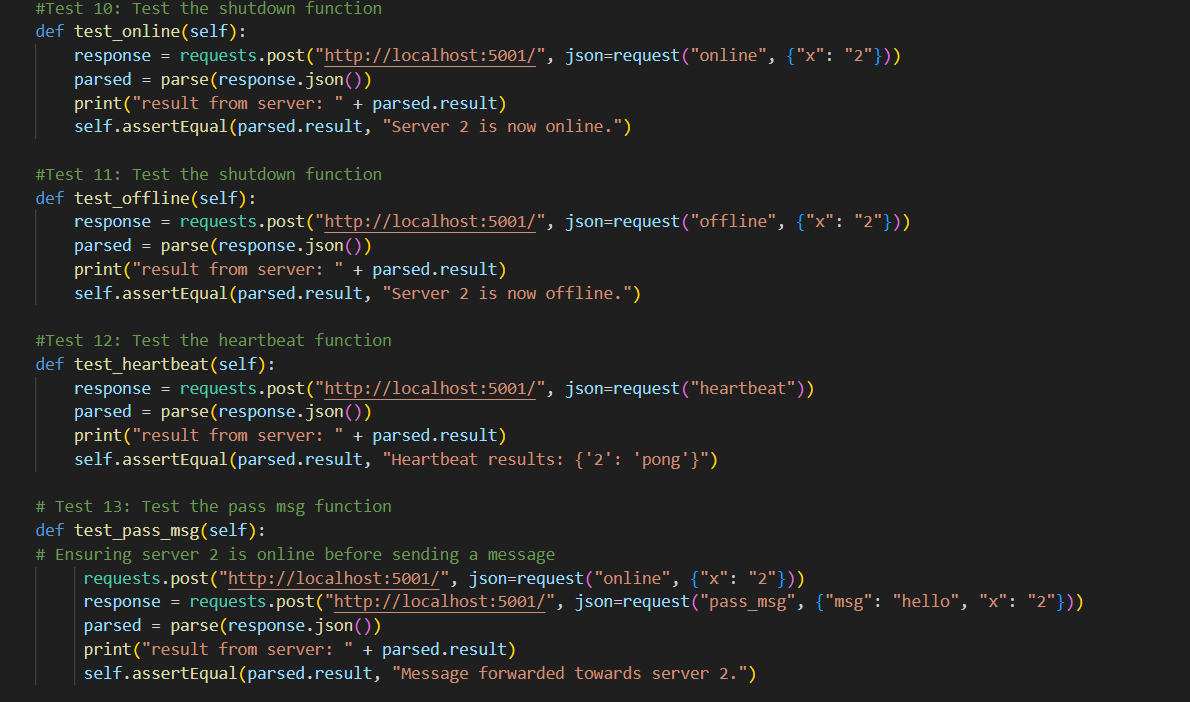 #Test 10: Test the shutdown function
def test_online(self):
    response = requests.post("http://localhost:5001/", json=request("online", {"x": "2"}))
    parsed = parse(response.json())
    print("result from server: " + parsed.result)
    self.assertEqual(parsed.result, "Server 2 is now online.")

#Test 11: Test the shutdown function
def test_offline(self):
    response = requests.post("http://localhost:5001/", json=request("offline", {"x": "2"}))
    parsed = parse(response.json())
    print("result from server: " + parsed.result)
    self.assertEqual(parsed.result, "Server 2 is now offline.")

#Test 12: Test the heartbeat function
def test_heartbeat(self):
    response = requests.post("http://localhost:5001/", json=request("heartbeat"))
    parsed = parse(response.json())
    print("result from server: " + parsed.result)
    self.assertEqual(parsed.result, "Heartbeat results: {'2': 'pong'}")

# Test 13: Test the pass msg function
def test_pass_msg(self):
# Ensuring server 2 is online before sending a message
     requests.post("http://localhost:5001/", json=request("online", {"x": "2"}))
     response = requests.post("http://localhost:5001/", json=request("pass_msg", {"msg": "hello", "x": "2"}))
     parsed = parse(response.json())
     print("result from server: " + parsed.result)
     self.assertEqual(parsed.result, "Message forwarded towards server 2.")